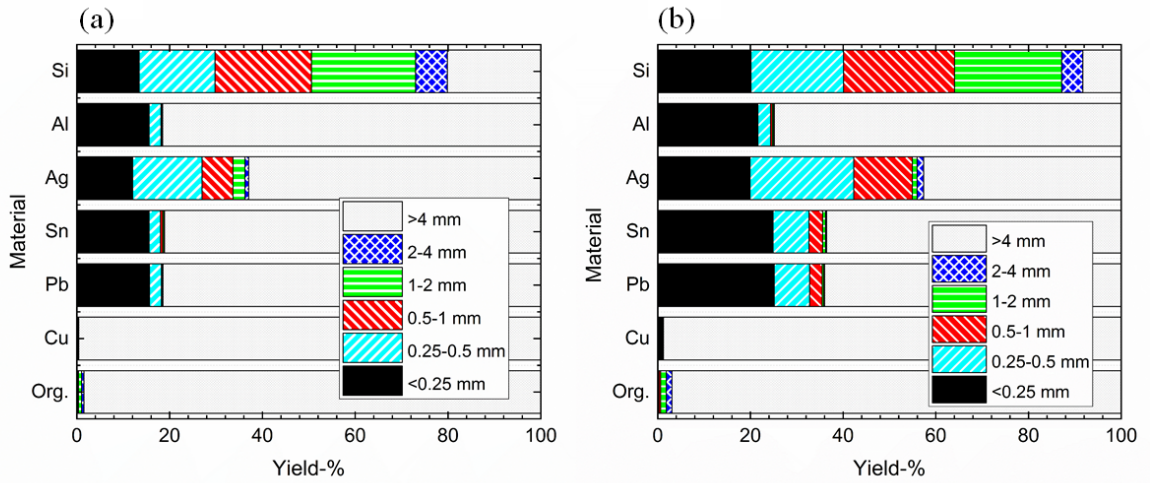 (a)
Material
Si
Al
Ag
Sn
Pb
Cu
Org.
>4 mm
2-4 mm
1-2 mm
0.5-1 mm
0.25-0.5 mm
<0.25 mm
0 20 40 60 80 100
Yield-%
(b)
Material
Si
Al
Ag
Sn
Pb
Cu
Org.
>4 mm
2-4 mm
1-2 mm
0.5-1 mm
0.25-0.5 mm
<0.25 mm
0 20 40 60 80 100
Yield-%